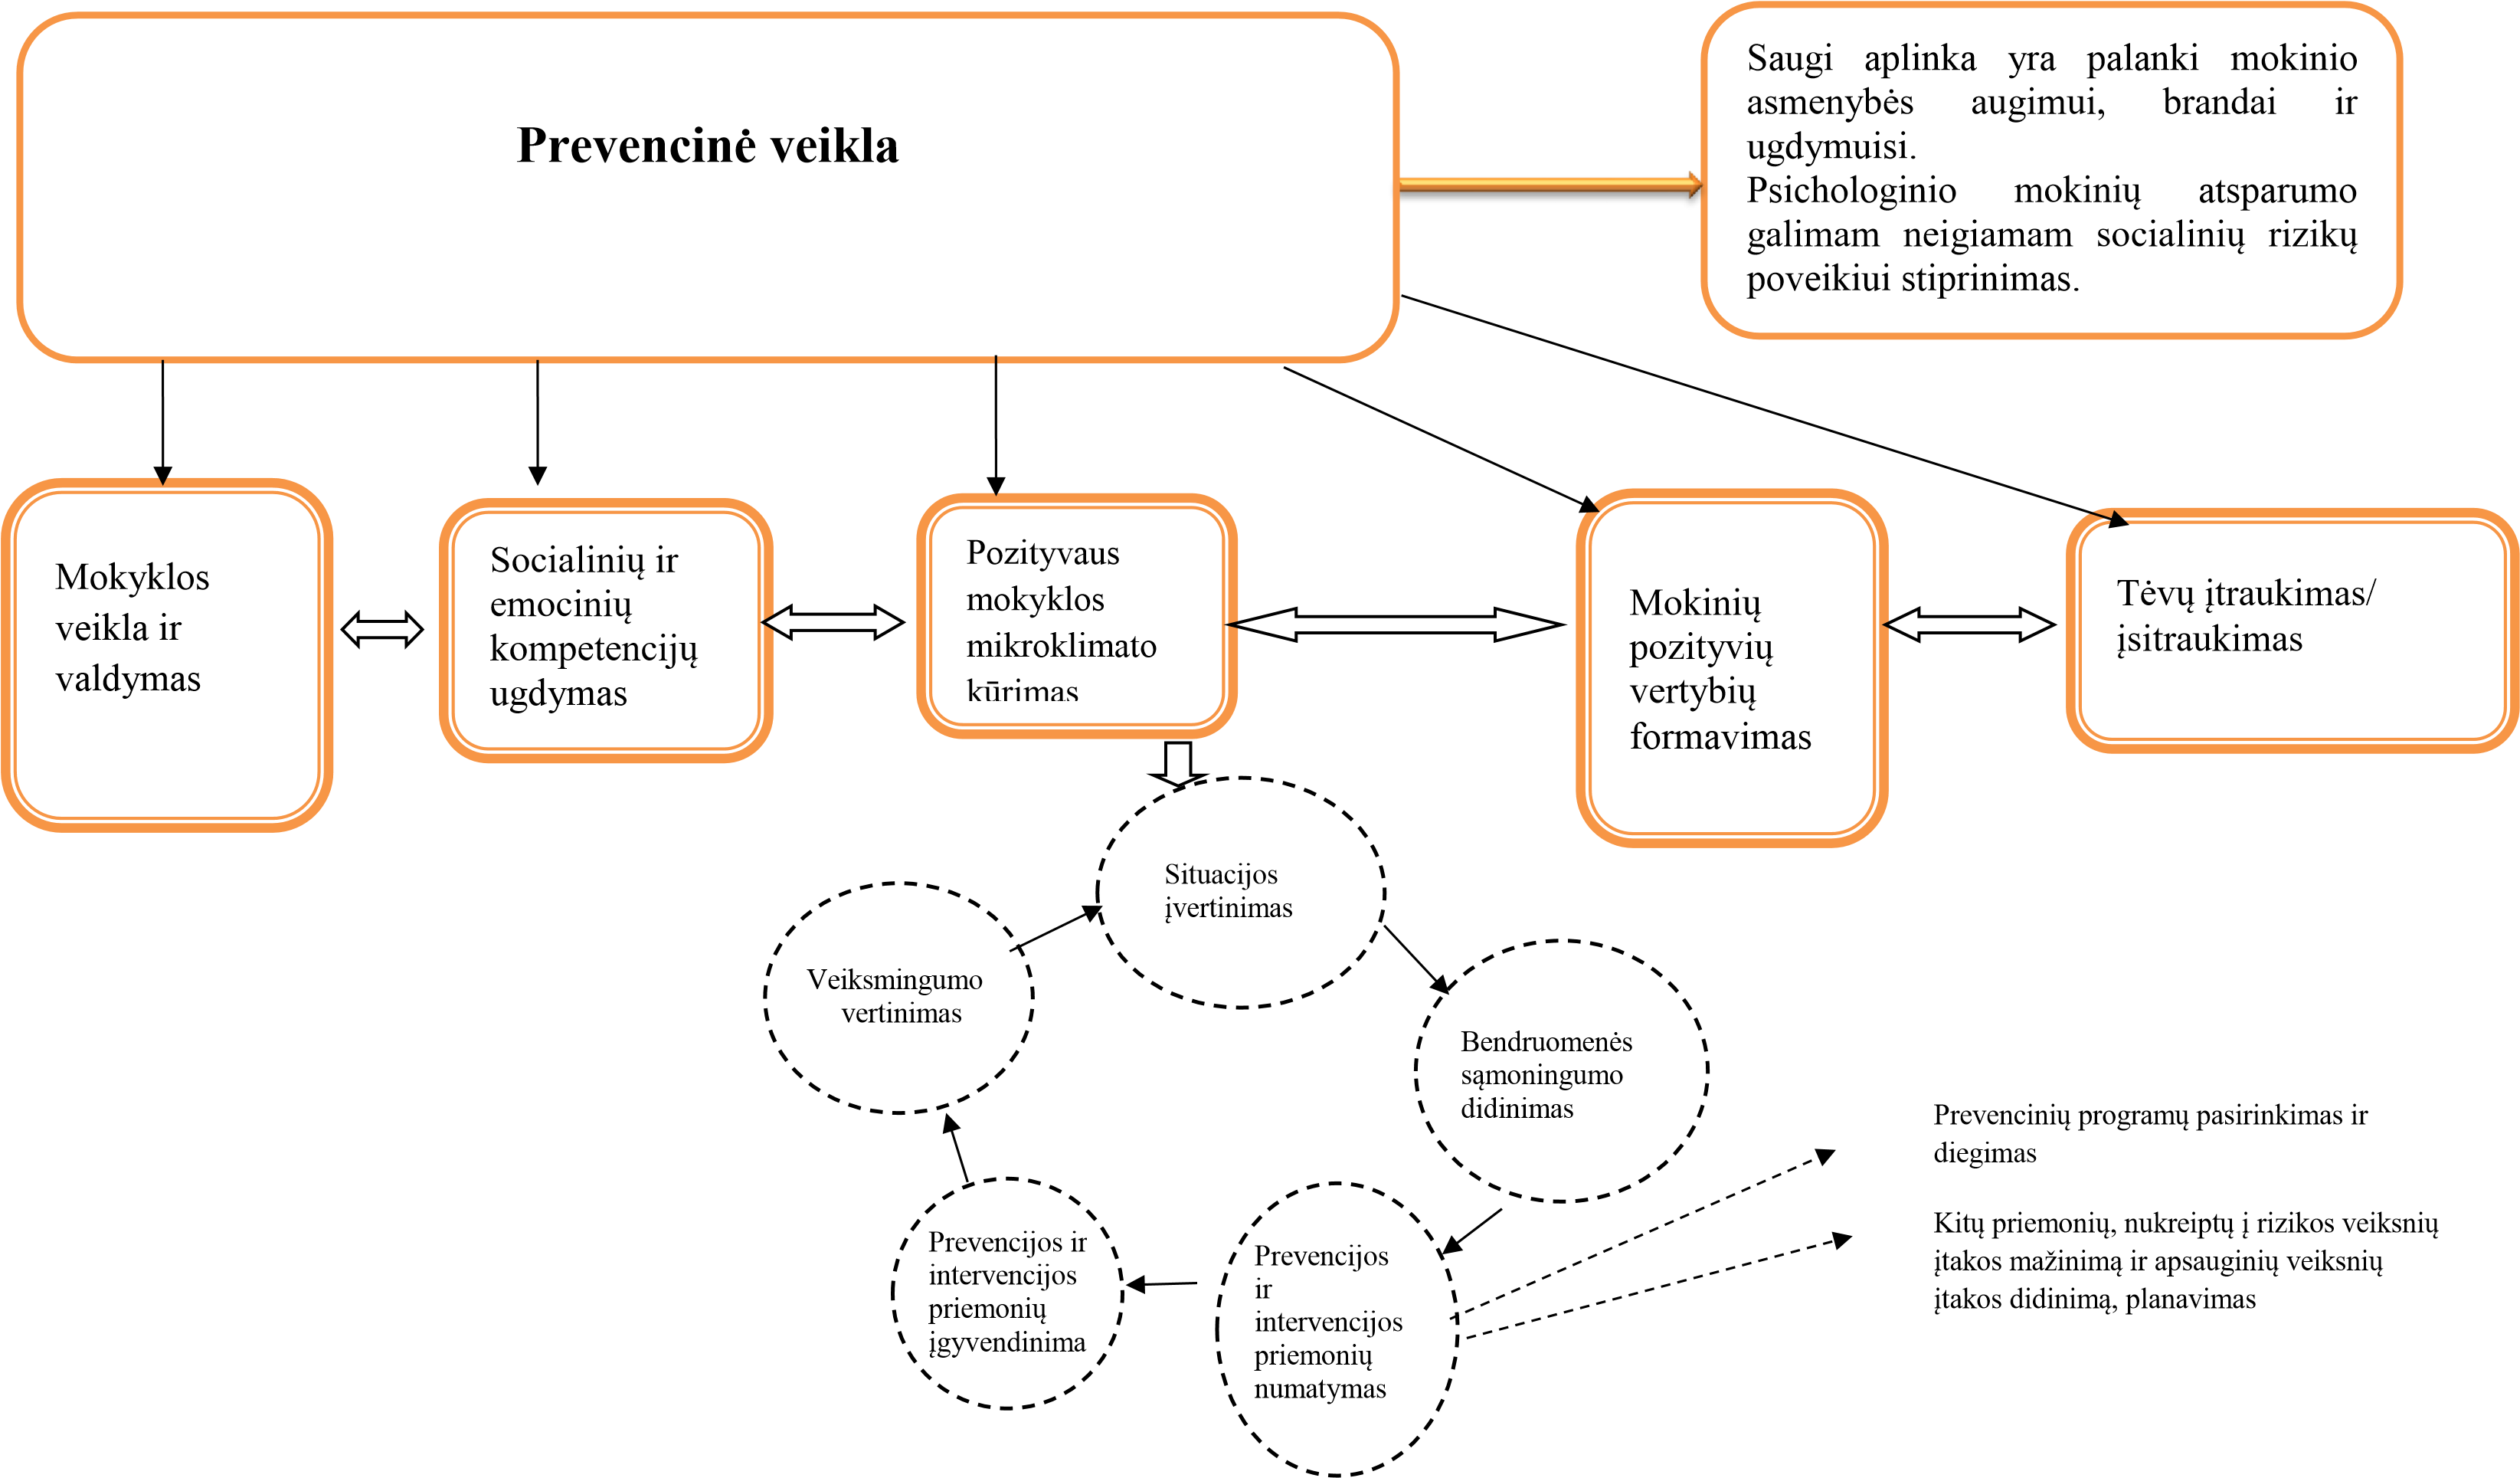 Prevencinė veikla
Saugi aplinka yra palanki mokinio
asmenybės augimui, brandai ir
ugdymuisi.
Psichologinio mokinių atsparumo
galimam neigiamam socialinių rizikų
poveikiui stiprinimas.
Mokyklos
veikla ir
valdymas
Socialinių ir
emocinių
kompetencijų
ugdymas
Pozityvaus
mokyklos
mikroklimato
kūrimas
Mokinių
pozityvių
vertybių
formavimas
Tėvų įtraukimas/
įsitraukimas
Situacijos
įvertinimas
Veiksmingumo
vertinimas
Bendruomenės
sąmoningumo
didinimas
Prevencinių programų pasirinkimas ir
diegimas
Kitų priemonių, nukreiptų į rizikos veiksnių
įtakos mažinimą ir apsauginių veiksnių
įtakos didinimą, planavimas
Prevencijos ir
intervencijos
priemonių
įgyvendinima
Prevencijos
ir
intervencijos
priemonių
numatymas